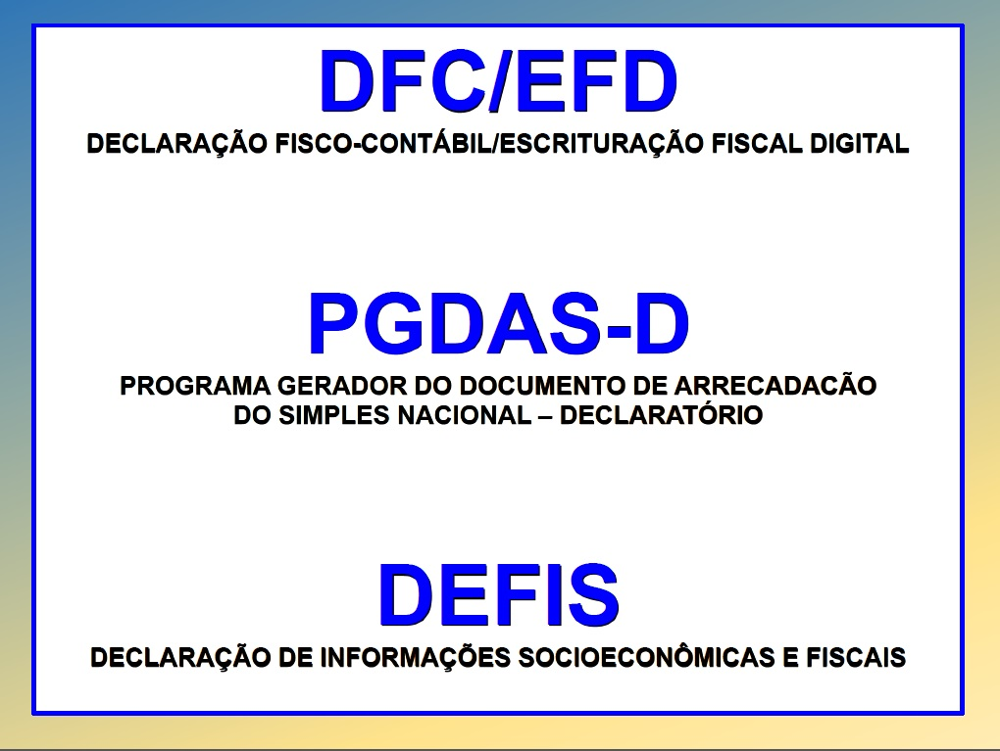 DFC/EFD
DECLARAÇÃO FISCO-CONTÁBIL/ESCRITURAÇÃO FISCAL DIGITAL
PGDAS-D
PROGRAMA GERADOR DO DOCUMENTO DE ARRECADACÃO
DO SIMPLES NACIONAL – DECLARATÓRIO
DEFIS
DECLARAÇÃO DE INFORMAÇÕES SOCIOECONÔMICAS E FISCAIS